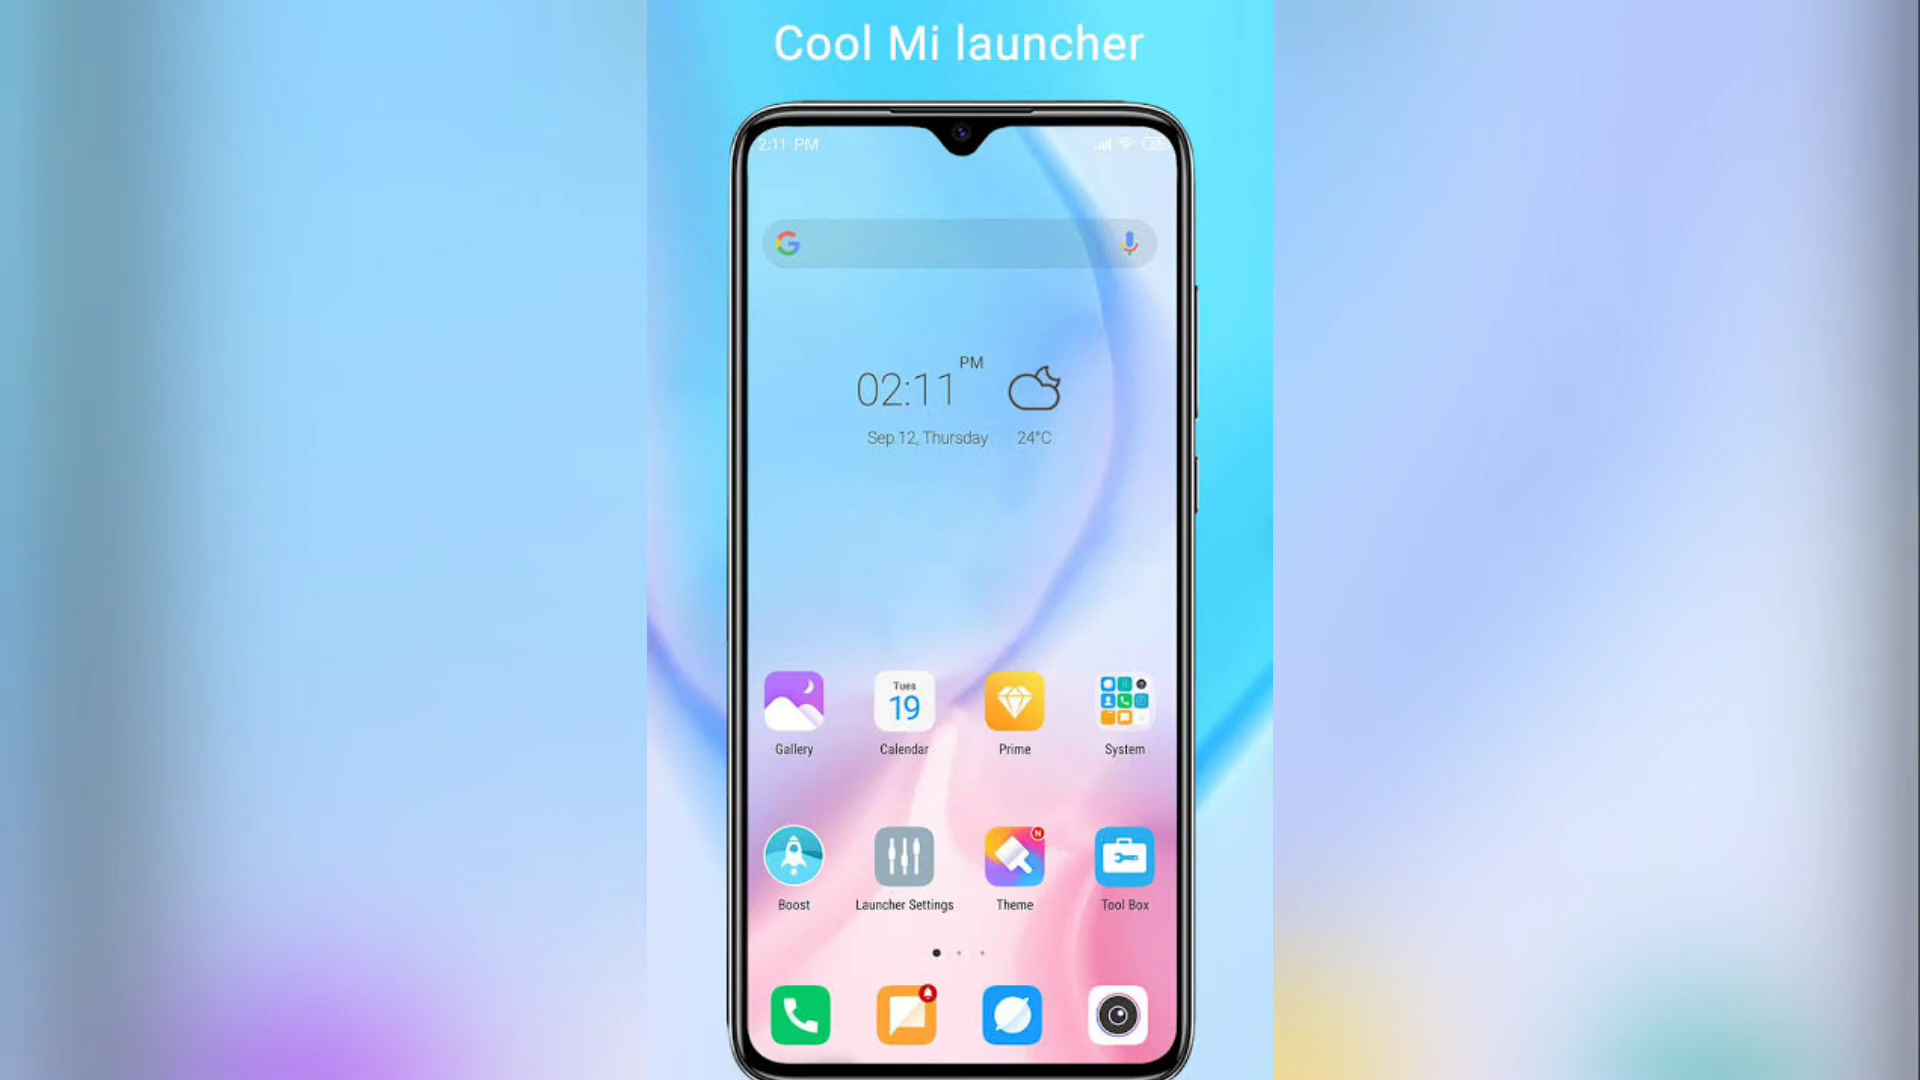 Cool Mi launcher
2:11 PM
G
02:11 PM
Sep 12, Thursday 24°C
Tues
19
Gallery Calendar Prime System
N
Boost Launcher Settings Theme Tool Box